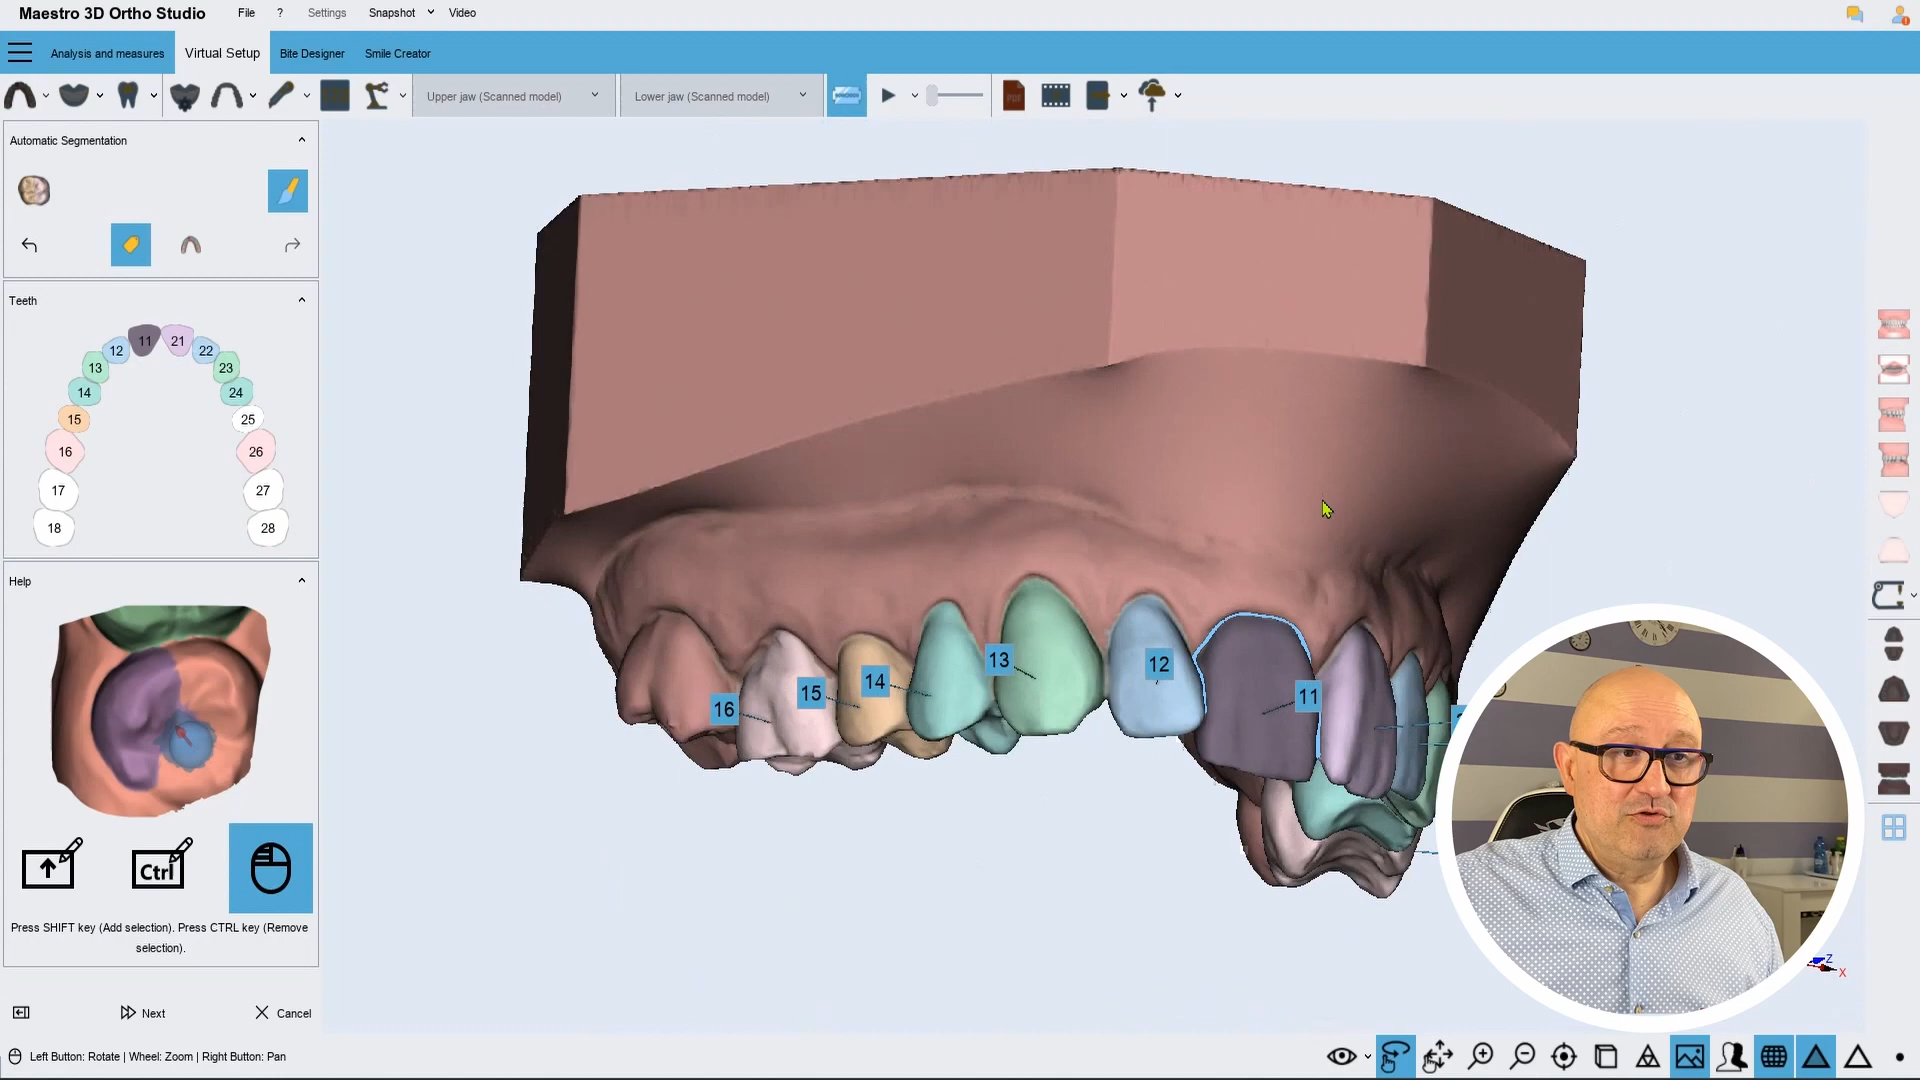 Maestro 3D Ortho Studio File ? Settings Snapshot Video
Analysis and measures Virtual Setup Bite Designer Smile Creator
Upper jaw (Scanned model) Lower jaw (Scanned model) PDF
Automatic Segmentation
Teeth
11 21
12 22
13 23
14 24
15 25
16 26
17 27
18 28
16 15 14 13 12 11
Help
Ctrl
Press SHIFT key (Add selection). Press CTRL key (Remove
selection).
Next Cancel
Left Button: Rotate | Wheel: Zoom | Right Button: Pan
Z
X